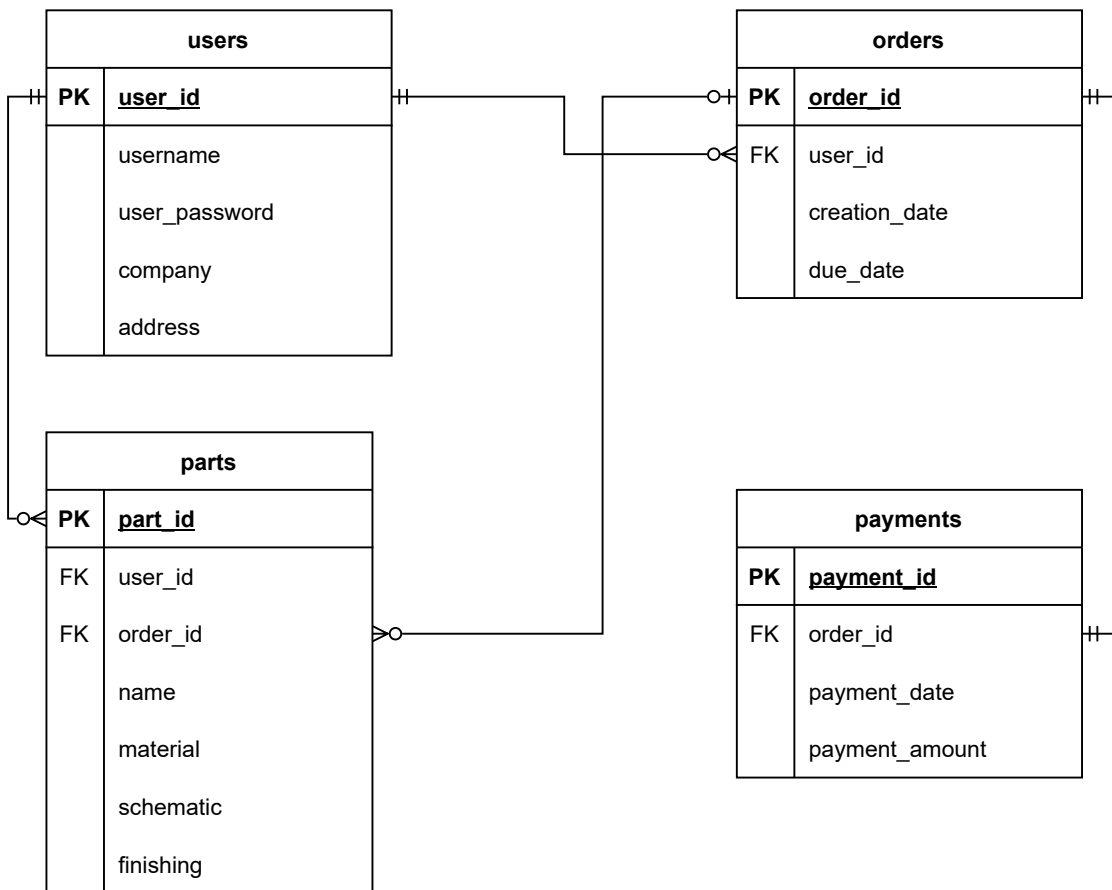 users
PK user_id
username
user_password
company
address
orders
PK order_id
FK user_id
creation_date
due_date
parts
PK part_id
FK user_id
FK order_id
name
material
schematic
finishing
payments
PK payment_id
FK order_id
payment_date
payment_amount